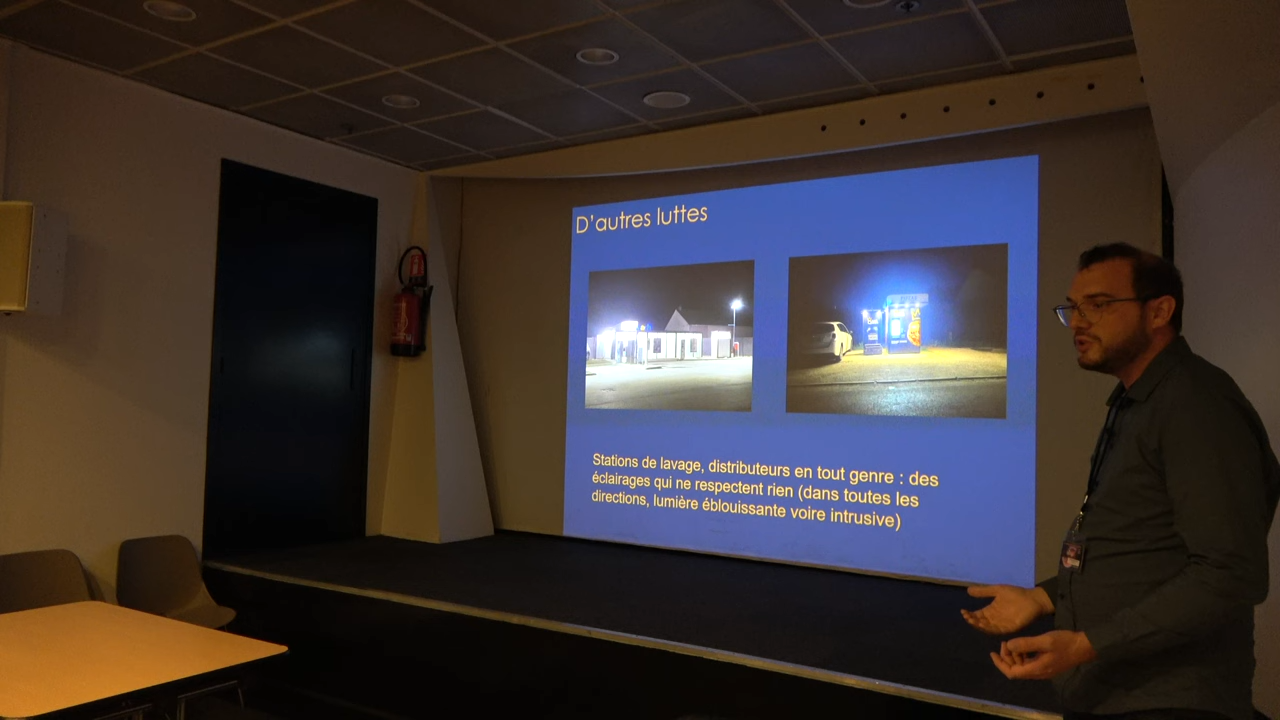 D'autres luttes
Stations de lavage, distributeurs en tout genre : des
éclairages qui ne respectent rien (dans toutes les
directions, lumière éblouissante voire intrusive)